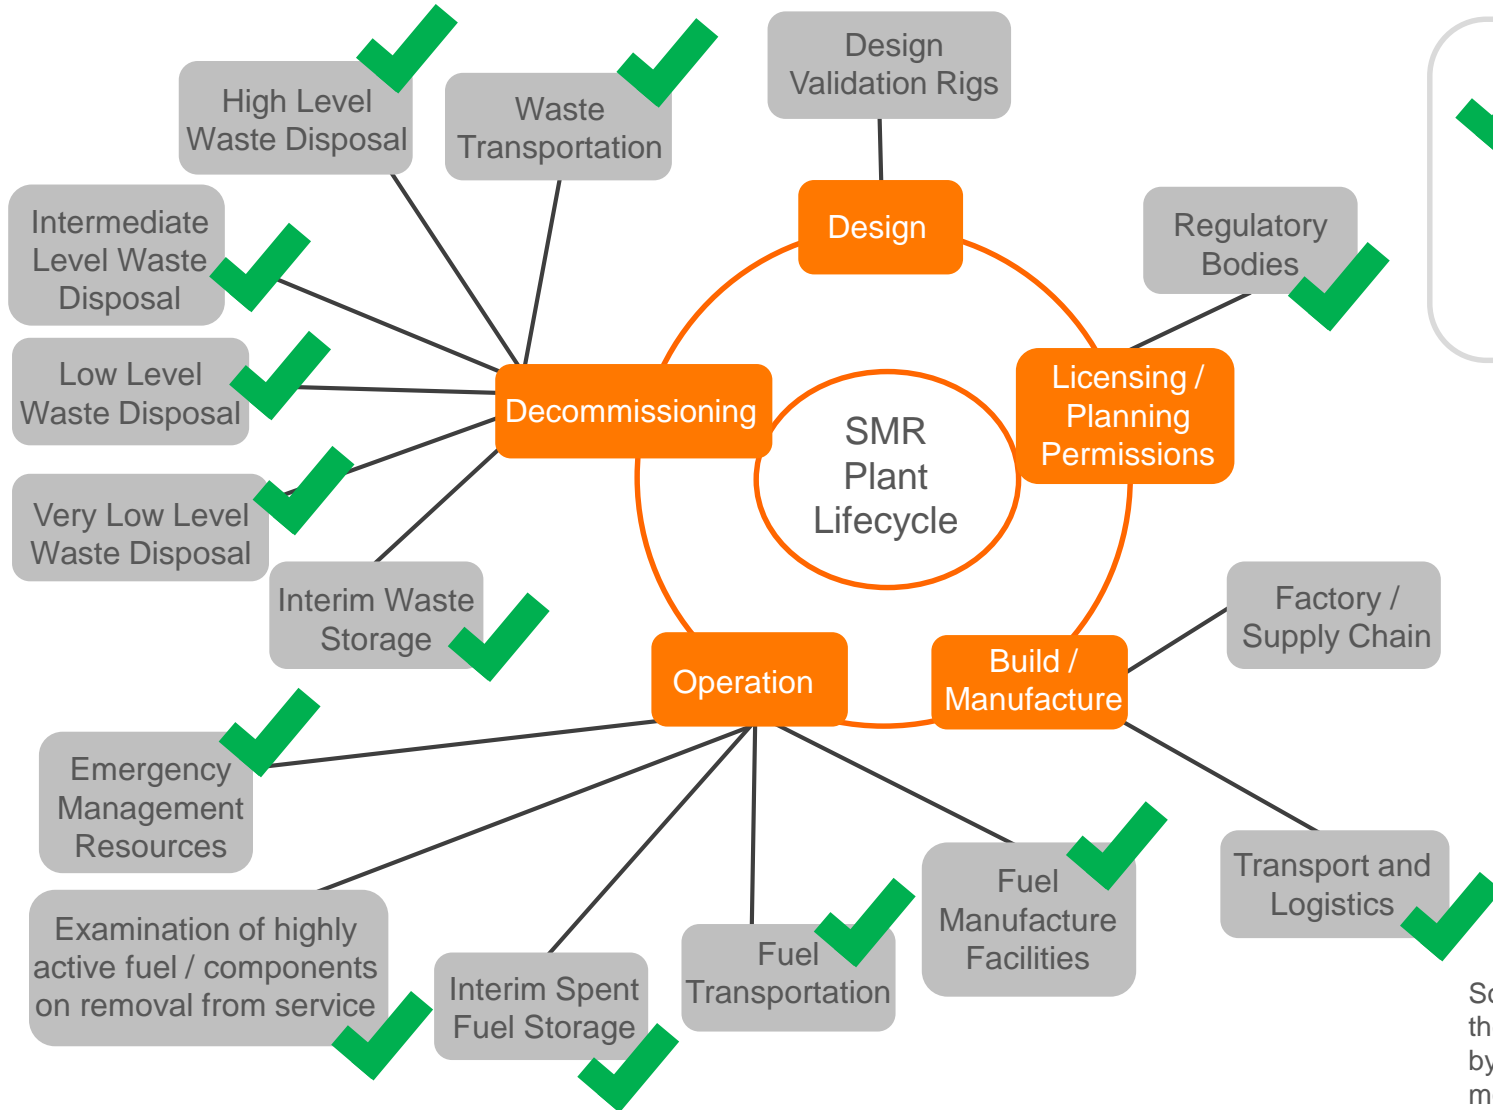 Design
Validation Rigs
High Level
Waste Disposal
Waste
Transportation
Intermediate
Level Waste
Disposal
Design
Regulatory
Bodies
Low Level
Waste Disposal
Decommissioning
Licensing /
Planning
Permissions
SMR
Plant
Lifecycle
Very Low Level
Waste Disposal
Interim Waste
Storage
Factory /
Supply Chain
Operation
Build /
Manufacture
Emergency
Management
Resources
Examination of highly
active fuel / components
on removal from service
Interim Spent
Fuel Storage
Fuel
Transportation
Fuel
Manufacture
Facilities
Transport and
Logistics
by